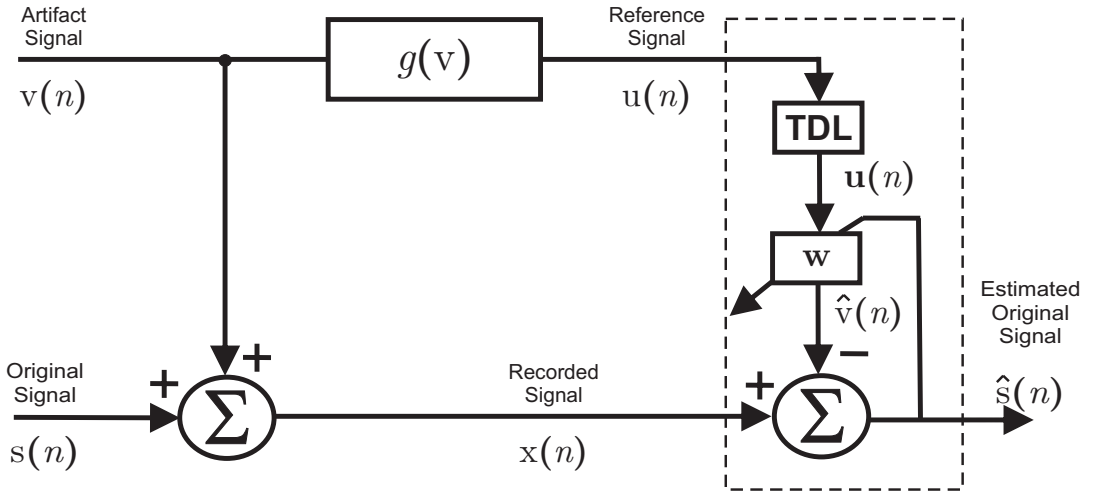 Artifact
Signal
v(n)
g(v)
Reference
Signal
u(n)
TDL
u(n)
w
v̂(n)
−
+
Original
Signal
s(n)
+
Σ
Recorded
Signal
x(n)
+
Σ
Estimated
Original
Signal
ŝ(n)